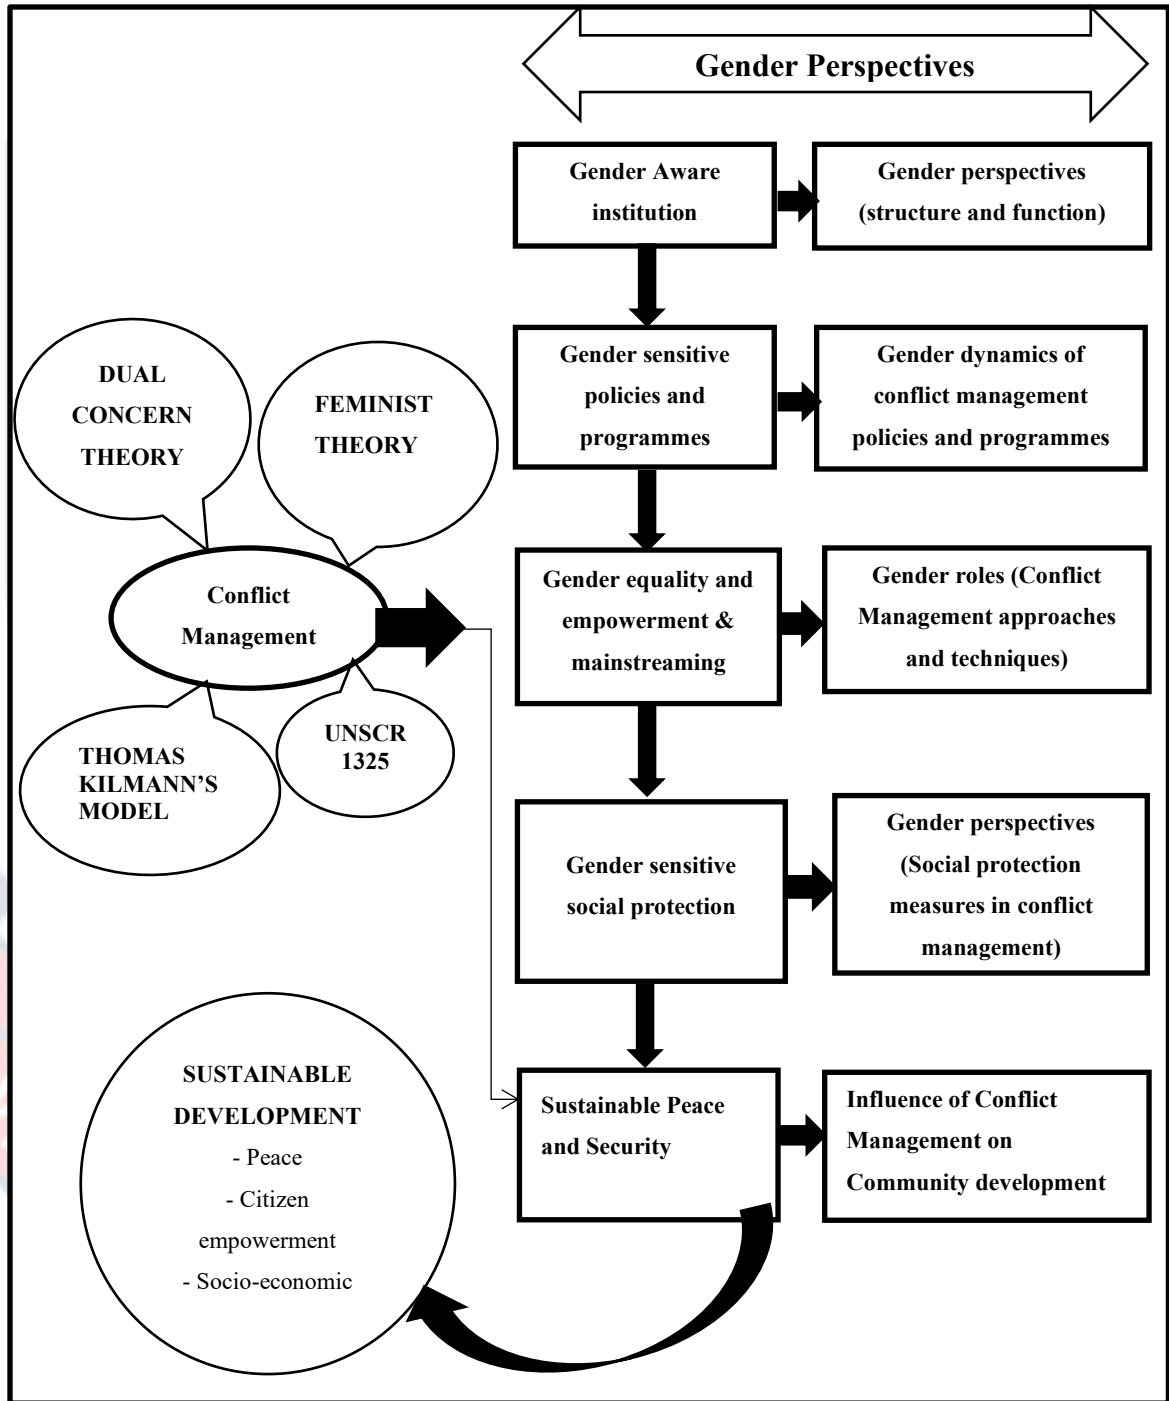 Gender Perspectives
Gender Aware
institution
Gender perspectives
(structure and function)
Gender sensitive
policies and
programmes
Gender dynamics of
conflict management
policies and programmes
DUAL
CONCERN
THEORY
FEMINIST
THEORY
Conflict
Management
Gender equality and
empowerment &
mainstreaming
Gender roles (Conflict
Management approaches
and techniques)
THOMAS
KILMANN'S
MODEL
UNSCR
1325
Gender sensitive
social protection
Gender perspectives
(Social protection
measures in conflict
management)
SUSTAINABLE
DEVELOPMENT
- Peace
- Citizen
empowerment
- Socio-economic
Sustainable Peace
and Security
Influence of Conflict
Management on
Community development